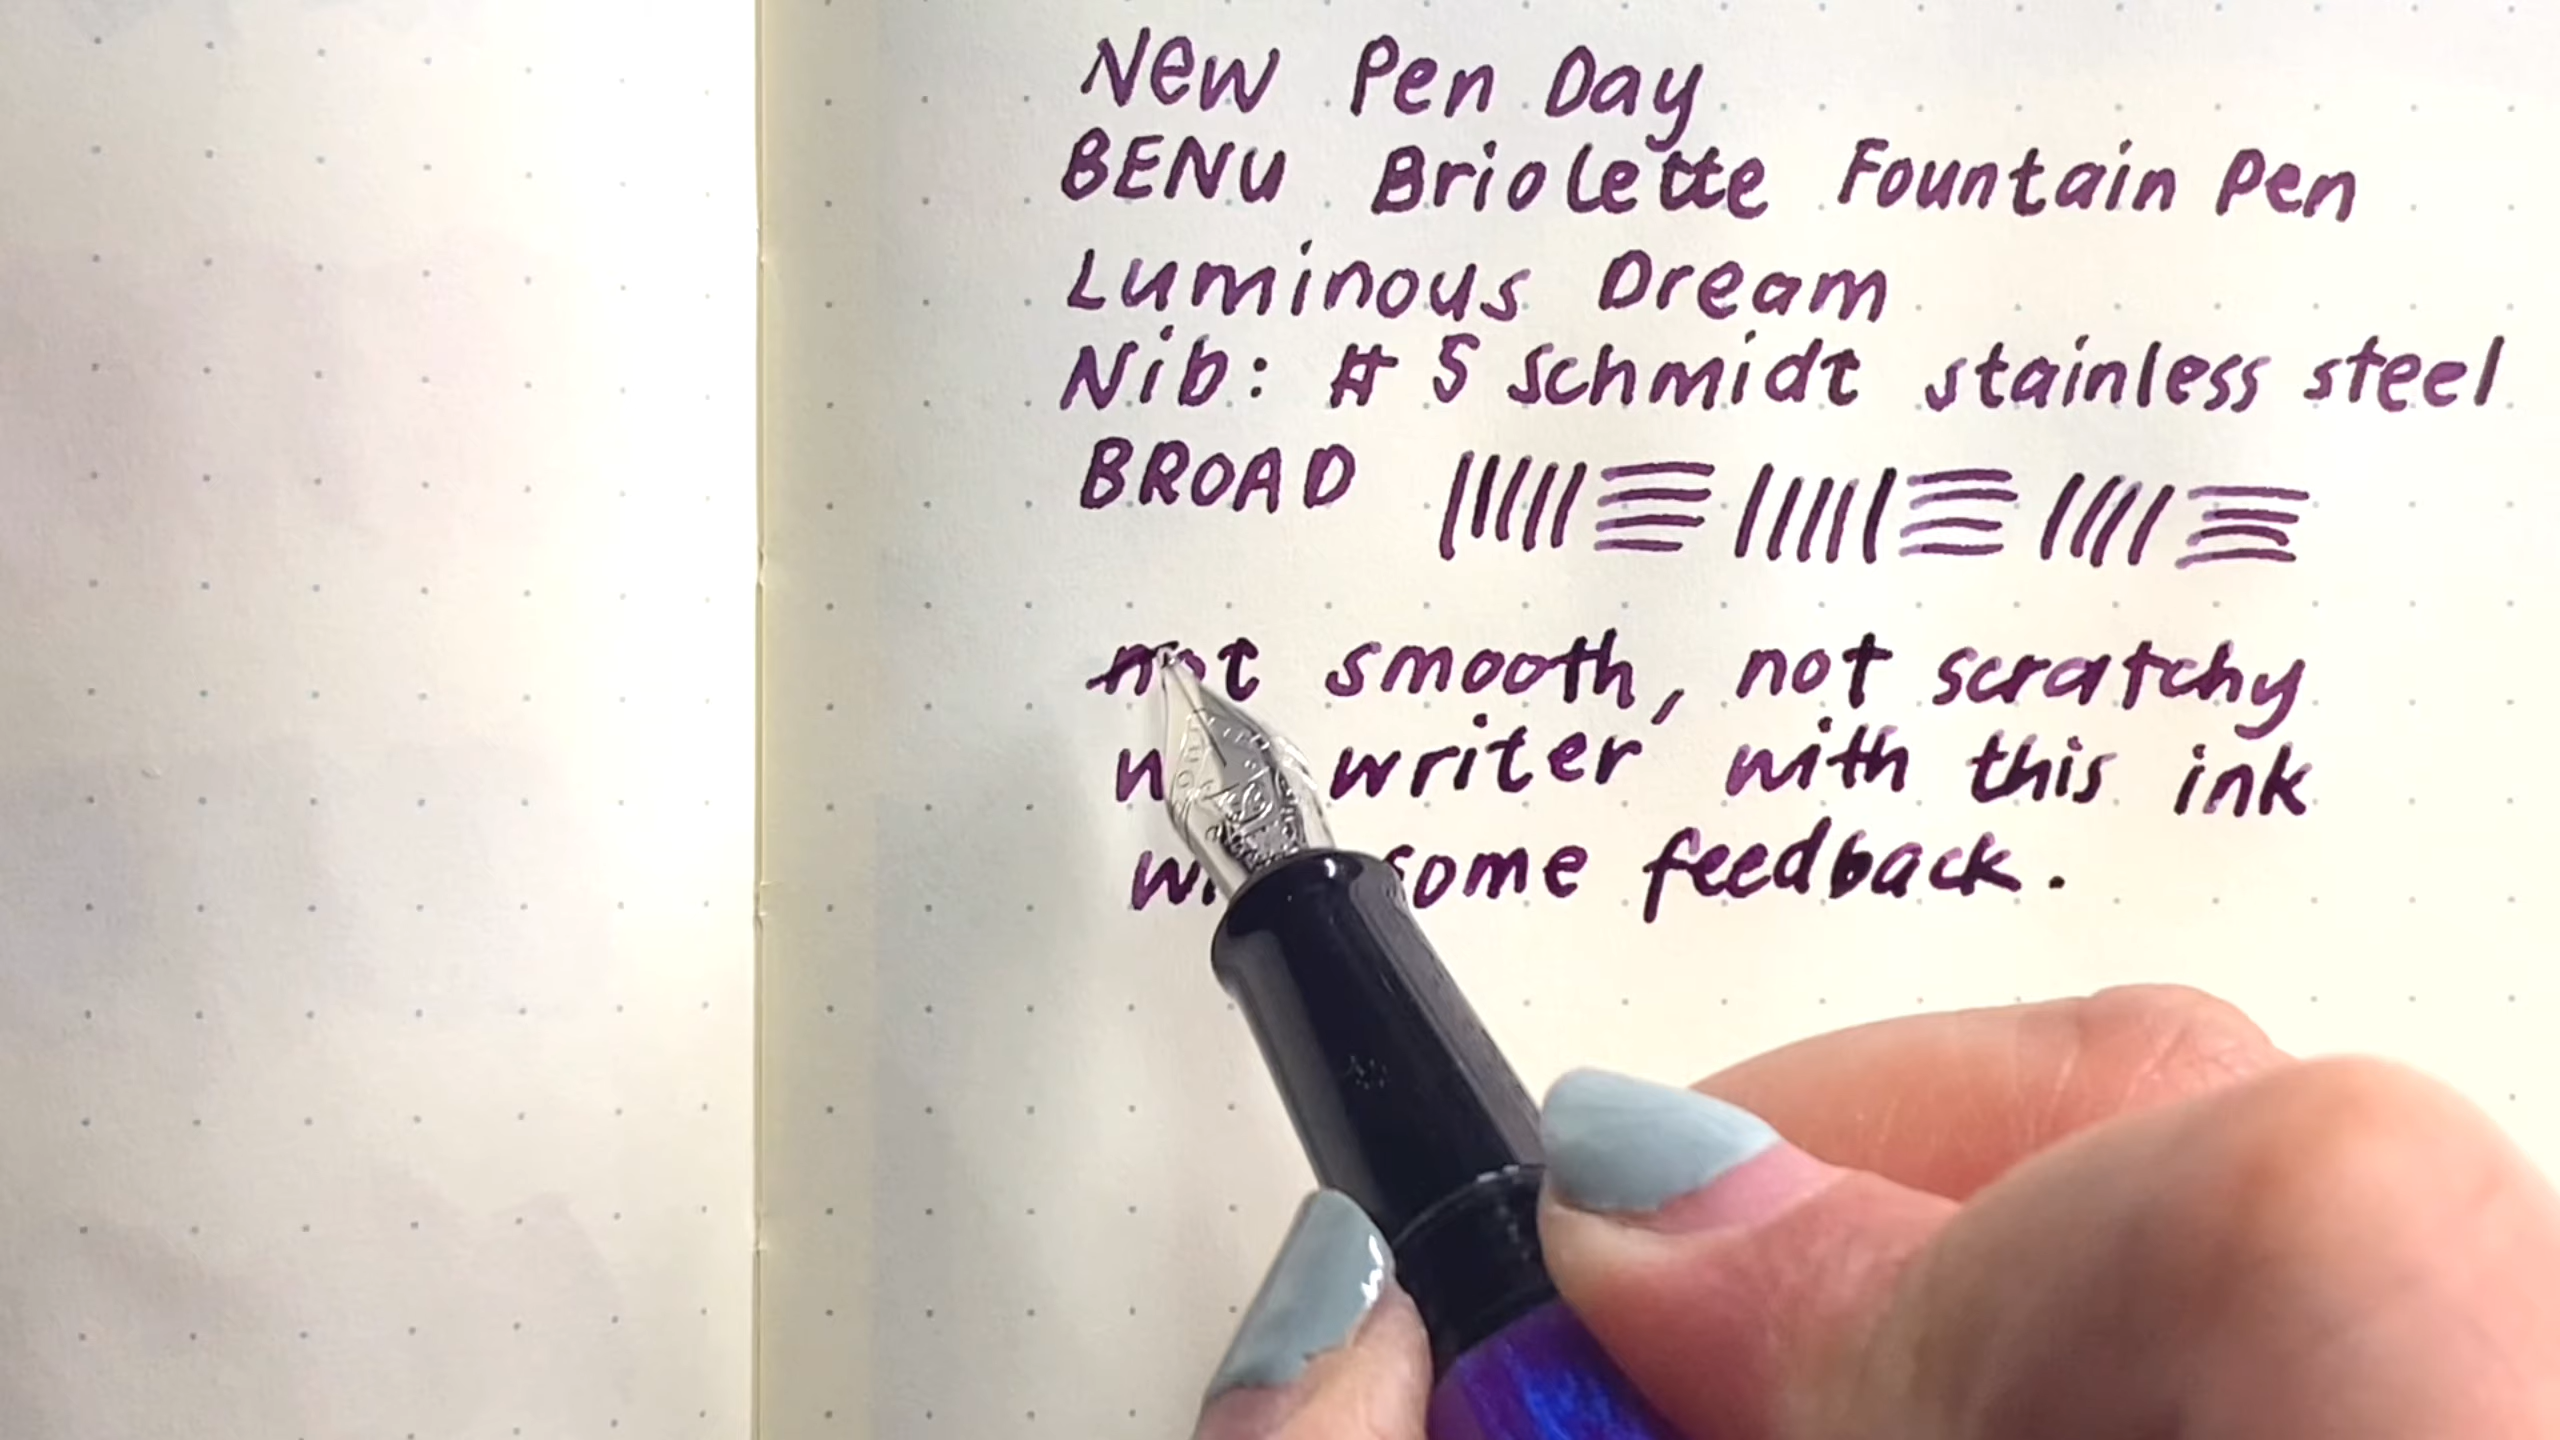 New Pen Day
BENU Briolette Fountain Pen
Luminous Dream
Nib: #5 Schmidt stainless steel
BROAD
not smooth, not scratchy
writer with this ink
some feedback.